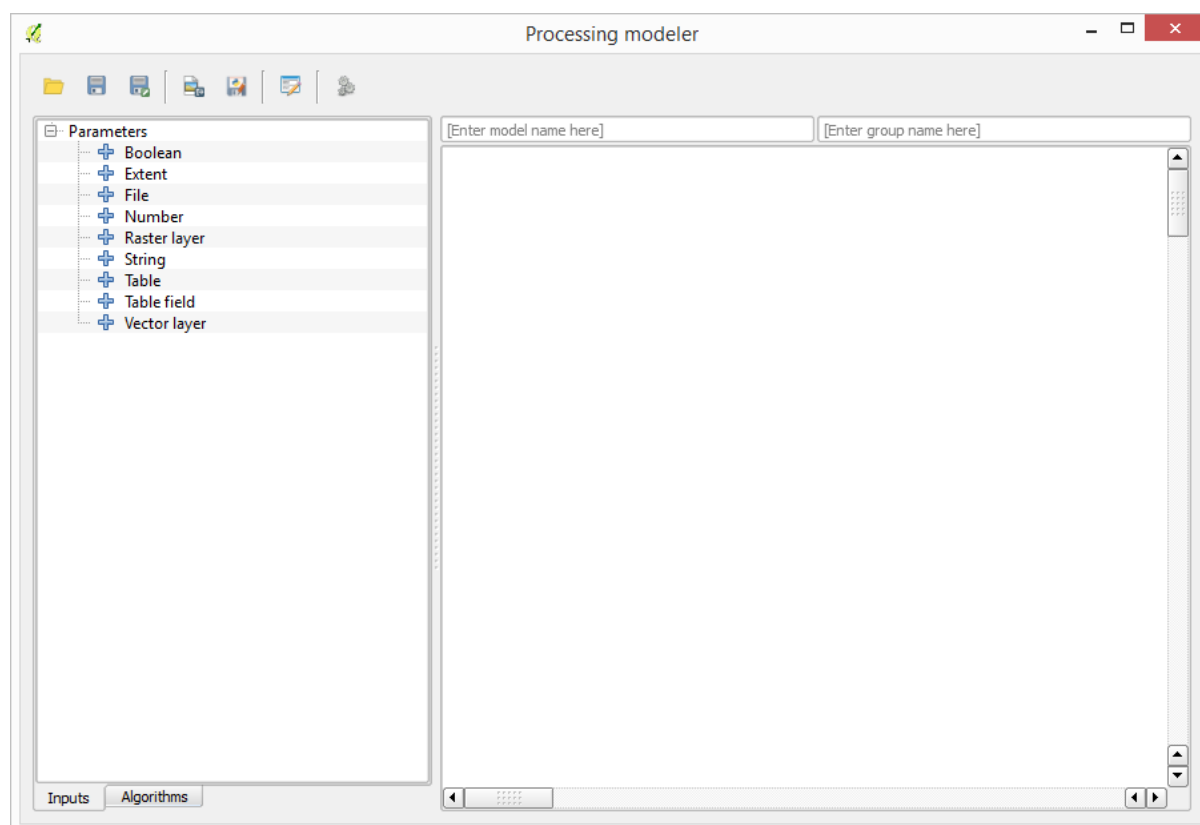 Processing modeler
Parameters
Boolean
Extent
File
Number
Raster layer
String
Table
Table field
Vector layer
[Enter model name here]
[Enter group name here]
Inputs
Algorithms